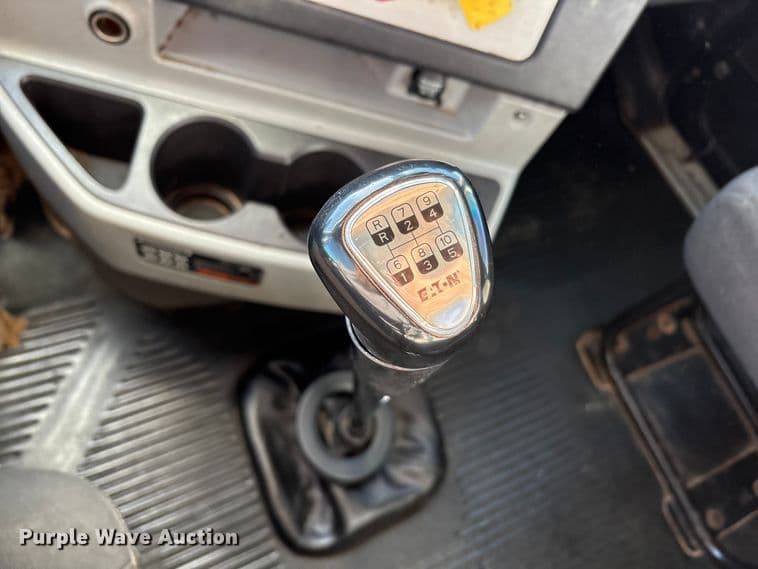 R 7 9
R 2 4
6 8 10
1 3 5
EATON
Purple Wave Auction